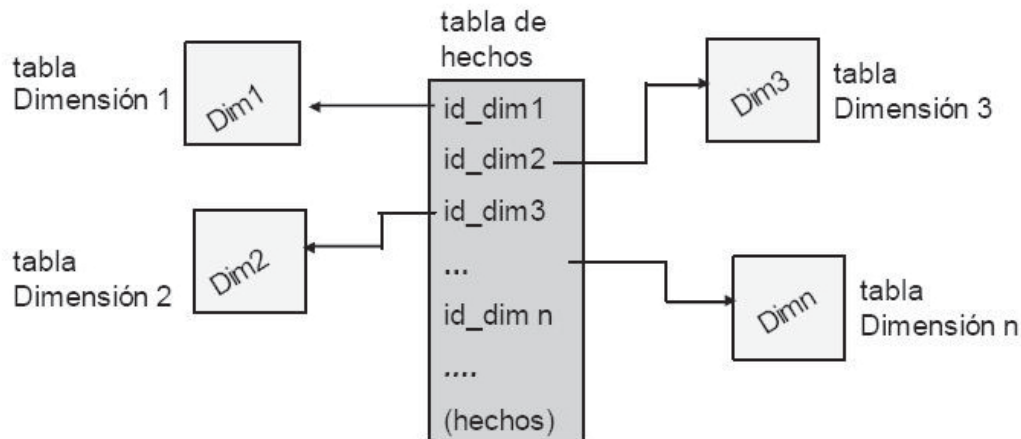 tabla de
hechos
tabla
Dimensión 1
Dim1
id_dim1
id_dim2
id_dim3
...
id_dim n
....
(hechos)
Dim3
tabla
Dimensión 3
tabla
Dimensión 2
Dim2
Dimn
tabla
Dimensión n